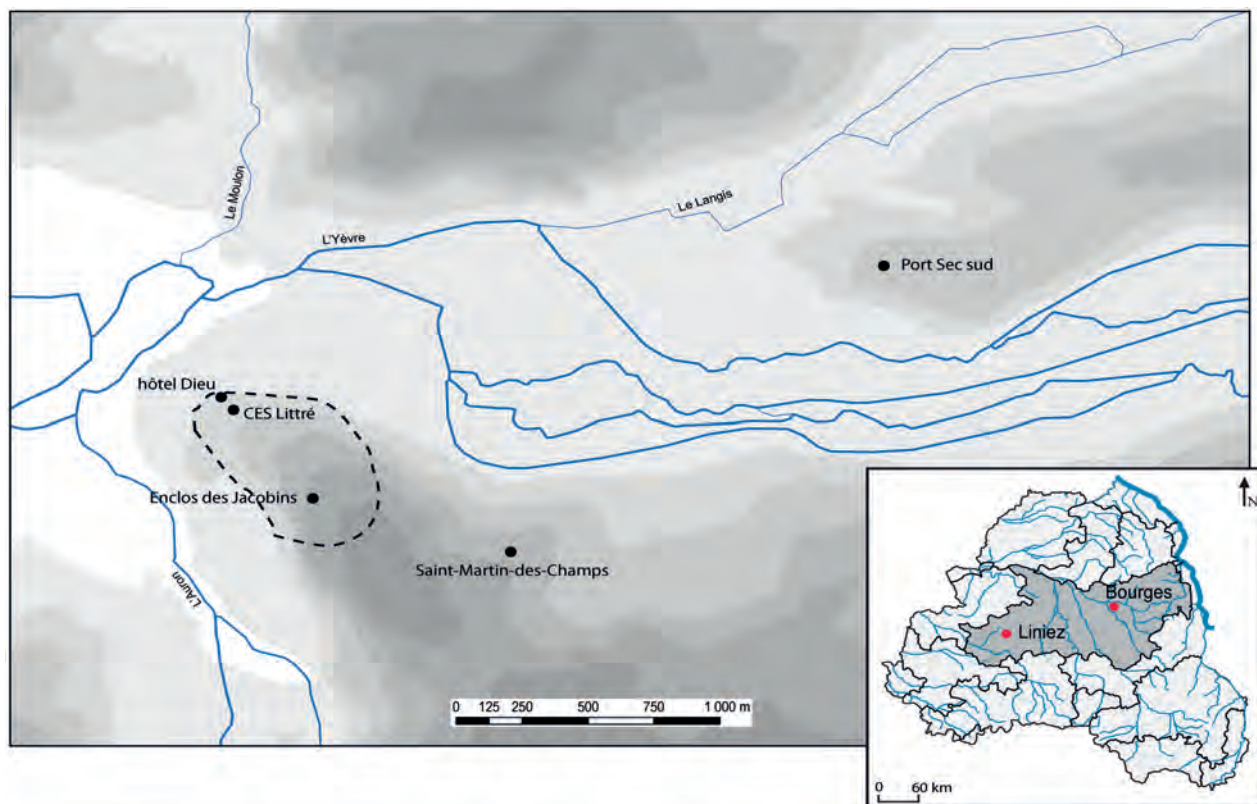 Le Moulon
Le Langis
L'Yèvre
Port Sec sud
hôtel Dieu
CES Littré
Enclos des Jacobins
Saint-Martin-des-Champs
L'Auron
0 125 250 500 750 1 000 m
N
Bourges
Liniez
0 60 km